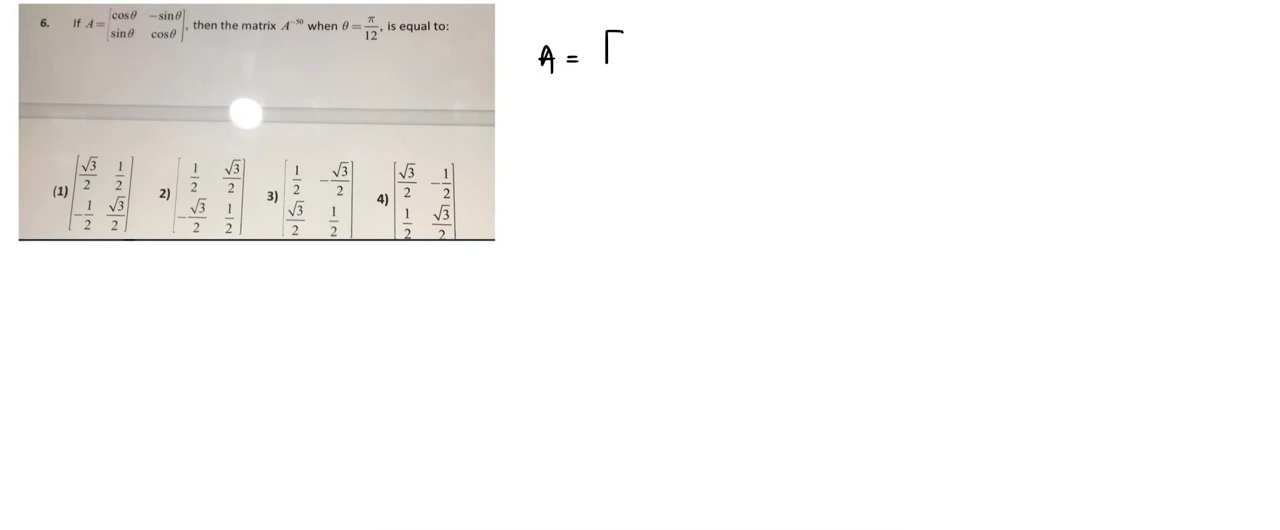 6. If A = [cosθ −sinθ; sinθ cosθ], then the matrix A⁻⁵⁰ when θ = π/12, is equal to:
A = [
(1) [√3/2 1/2; −1/2 √3/2] 2) [1/2 √3/2; −√3/2 1/2] 3) [1/2 −√3/2; √3/2 1/2] 4) [√3/2 −1/2; 1/2 √3/2]